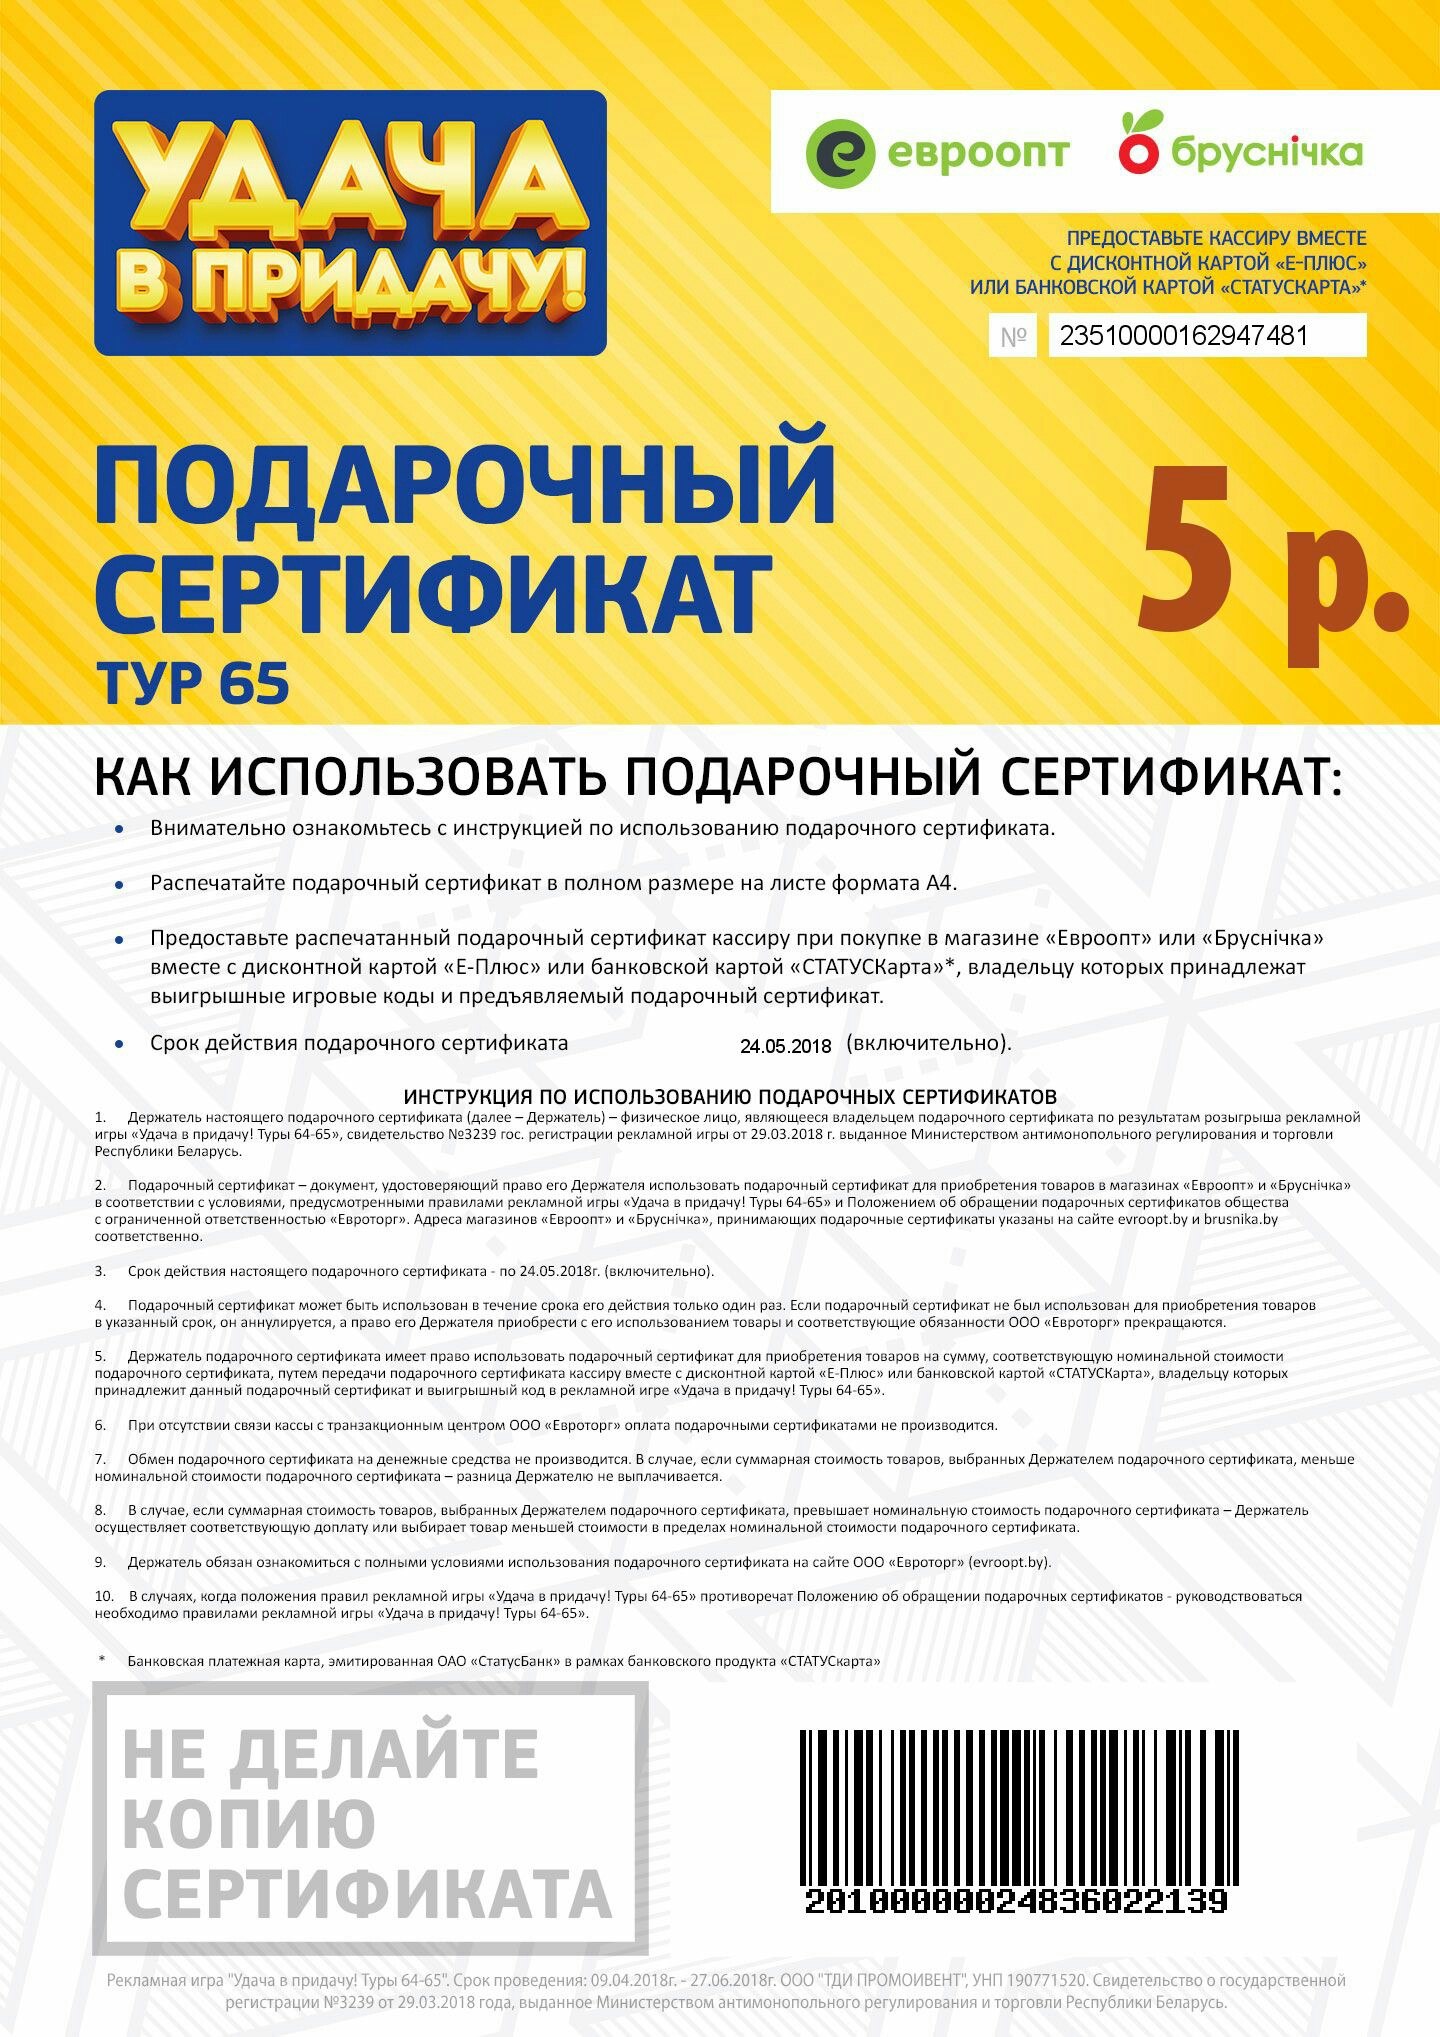 УДАЧА
В ПРИДАЧУ!
евроопт
бруснiчка
ПРЕДОСТАВЬТЕ КАССИРУ ВМЕСТЕ
С ДИСКОНТНОЙ КАРТОЙ «Е-ПЛЮС»
ИЛИ БАНКОВСКОЙ КАРТОЙ «СТАТУСКАРТА»*
№ 23510000162947481
ПОДАРОЧНЫЙ
СЕРТИФИКАТ
5 р.
ТУР 65
КАК ИСПОЛЬЗОВАТЬ ПОДАРОЧНЫЙ СЕРТИФИКАТ:
• Внимательно ознакомьтесь с инструкцией по использованию подарочного сертификата.
• Распечатайте подарочный сертификат в полном размере на листе формата А4.
• Предоставьте распечатанный подарочный сертификат кассиру при покупке в магазине «Евроопт» или «Бруснiчка»
вместе с дисконтной картой «Е-Плюс» или банковской картой «СТАТУСКарта»*, владельцу которых принадлежат
выигрышные игровые коды и предъявляемый подарочный сертификат.
• Срок действия подарочного сертификата 24.05.2018 (включительно).
ИНСТРУКЦИЯ ПО ИСПОЛЬЗОВАНИЮ ПОДАРОЧНЫХ СЕРТИФИКАТОВ
1. Держатель настоящего подарочного сертификата (далее – Держатель) – физическое лицо, являющееся владельцем подарочного сертификата по результатам розыгрыша рекламной
игры «Удача в придачу! Туры 64-65», свидетельство №3239 гос. регистрации рекламной игры от 29.03.2018 г. выданное Министерством антимонопольного регулирования и торговли
Республики Беларусь.
2. Подарочный сертификат – документ, удостоверяющий право его Держателя использовать подарочный сертификат для приобретения товаров в магазинах «Евроопт» и «Бруснiчка»
в соответствии с условиями, предусмотренными правилами рекламной игры «Удача в придачу! Туры 64-65» и Положением об обращении подарочных сертификатов общества
с ограниченной ответственностью «Евроторг». Адреса магазинов «Евроопт» и «Бруснiчка», принимающих подарочные сертификаты указаны на сайте evroopt.by и brusnika.by
соответственно.
3. Срок действия настоящего подарочного сертификата - по 24.05.2018г. (включительно).
4. Подарочный сертификат может быть использован в течение срока его действия только один раз. Если подарочный сертификат не был использован для приобретения товаров
в указанный срок, он аннулируется, а право его Держателя приобрести с его использованием товары и соответствующие обязанности ООО «Евроторг» прекращаются.
5. Держатель подарочного сертификата имеет право использовать подарочный сертификат для приобретения товаров на сумму, соответствующую номинальной стоимости
подарочного сертификата, путем передачи подарочного сертификата кассиру вместе с дисконтной картой «Е-Плюс» или банковской картой «СТАТУСКарта», владельцу которых
принадлежит данный подарочный сертификат и выигрышный код в рекламной игре «Удача в придачу! Туры 64-65».
6. При отсутствии связи кассы с транзакционным центром ООО «Евроторг» оплата подарочными сертификатами не производится.
7. Обмен подарочного сертификата на денежные средства не производится. В случае, если суммарная стоимость товаров, выбранных Держателем подарочного сертификата, меньше
номинальной стоимости подарочного сертификата – разница Держателю не выплачивается.
8. В случае, если суммарная стоимость товаров, выбранных Держателем подарочного сертификата, превышает номинальную стоимость подарочного сертификата – Держатель
осуществляет соответствующую доплату или выбирает товар меньшей стоимости в пределах номинальной стоимости подарочного сертификата.
9. Держатель обязан ознакомиться с полными условиями использования подарочного сертификата на сайте ООО «Евроторг» (evroopt.by).
10. В случаях, когда положения правил рекламной игры «Удача в придачу! Туры 64-65» противоречат Положению об обращении подарочных сертификатов - руководствоваться
необходимо правилами рекламной игры «Удача в придачу! Туры 64-65».
* Банковская платежная карта, эмитированная ОАО «СтатусБанк» в рамках банковского продукта «СТАТУСкарта»
НЕ ДЕЛАЙТЕ
КОПИЮ
СЕРТИФИКАТА
20100000024836022139
Рекламная игра "Удача в придачу! Туры 64-65". Срок проведения: 09.04.2018г. - 27.06.2018г. ООО "ТДИ ПРОМОИВЕНТ", УНП 190771520. Свидетельство о государственной
регистрации №3239 от 29.03.2018 года, выданное Министерством антимонопольного регулирования и торговли Республики Беларусь.